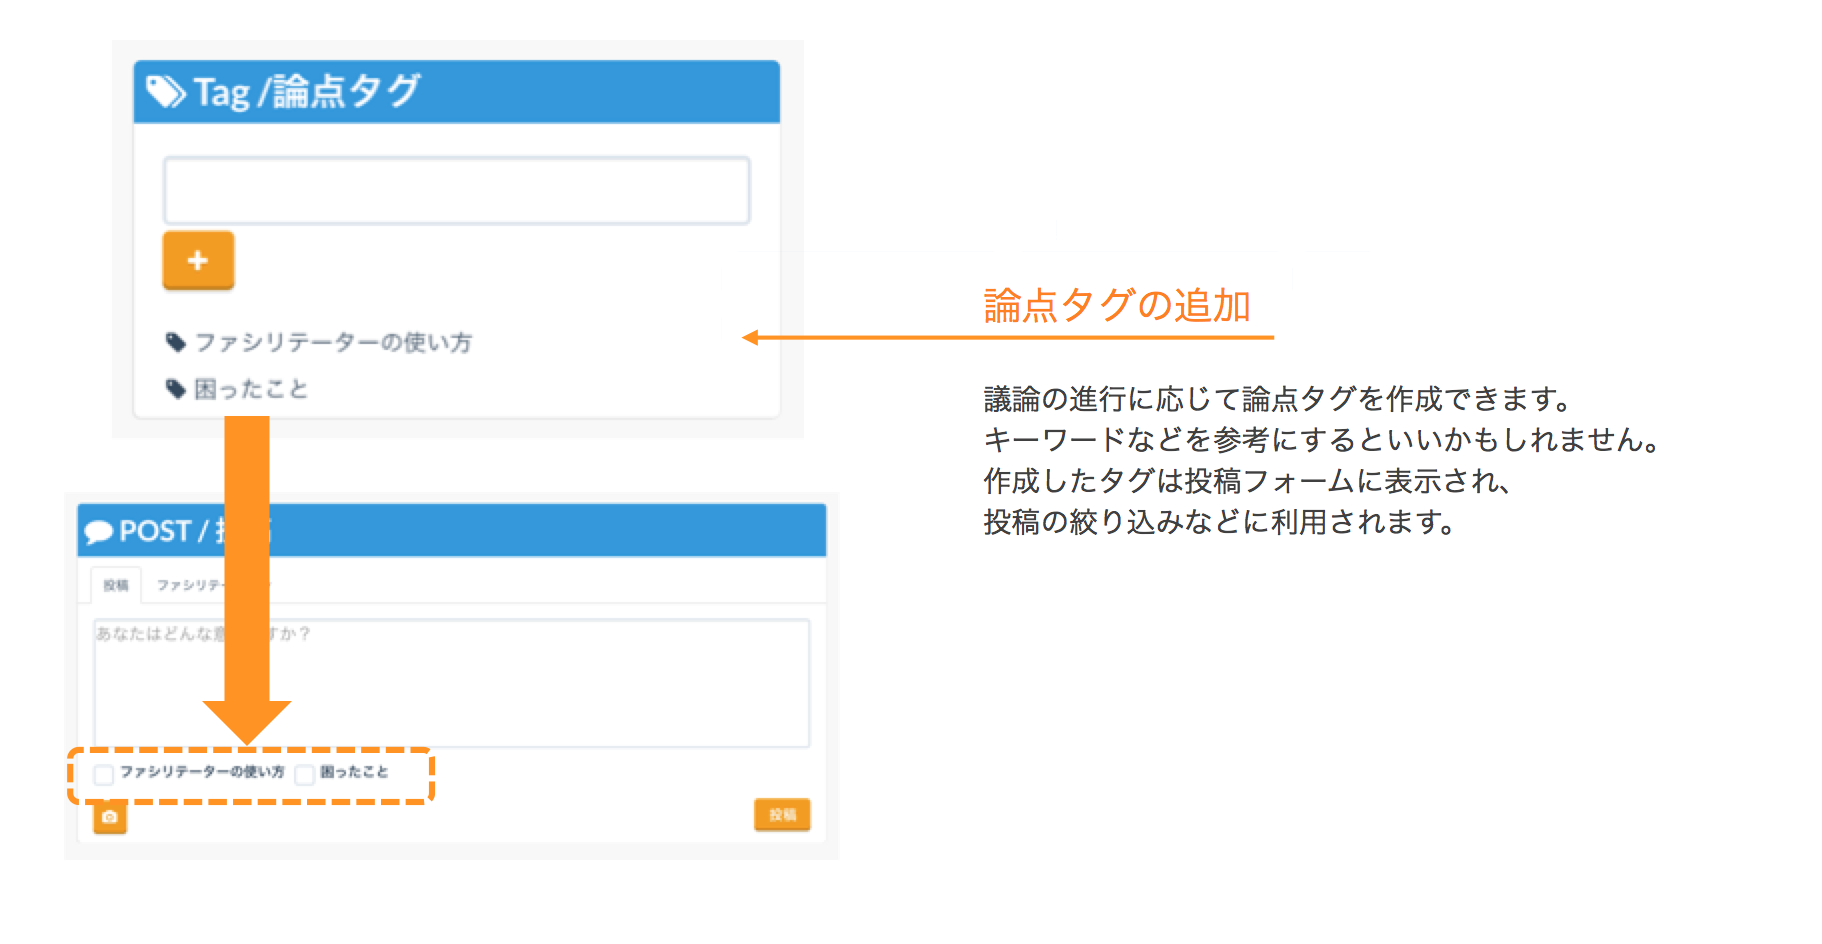 Tag /論点タグ
ファシリテーターの使い方
困ったこと
論点タグの追加
議論の進行に応じて論点タグを作成できます。
キーワードなどを参考にするといいかもしれません。
作成したタグは投稿フォームに表示され、
投稿の絞り込みなどに利用されます。
POST /
投稿 ファシリテー
あなたはどんな意 すか？
ファシリテーターの使い方 困ったこと
投稿